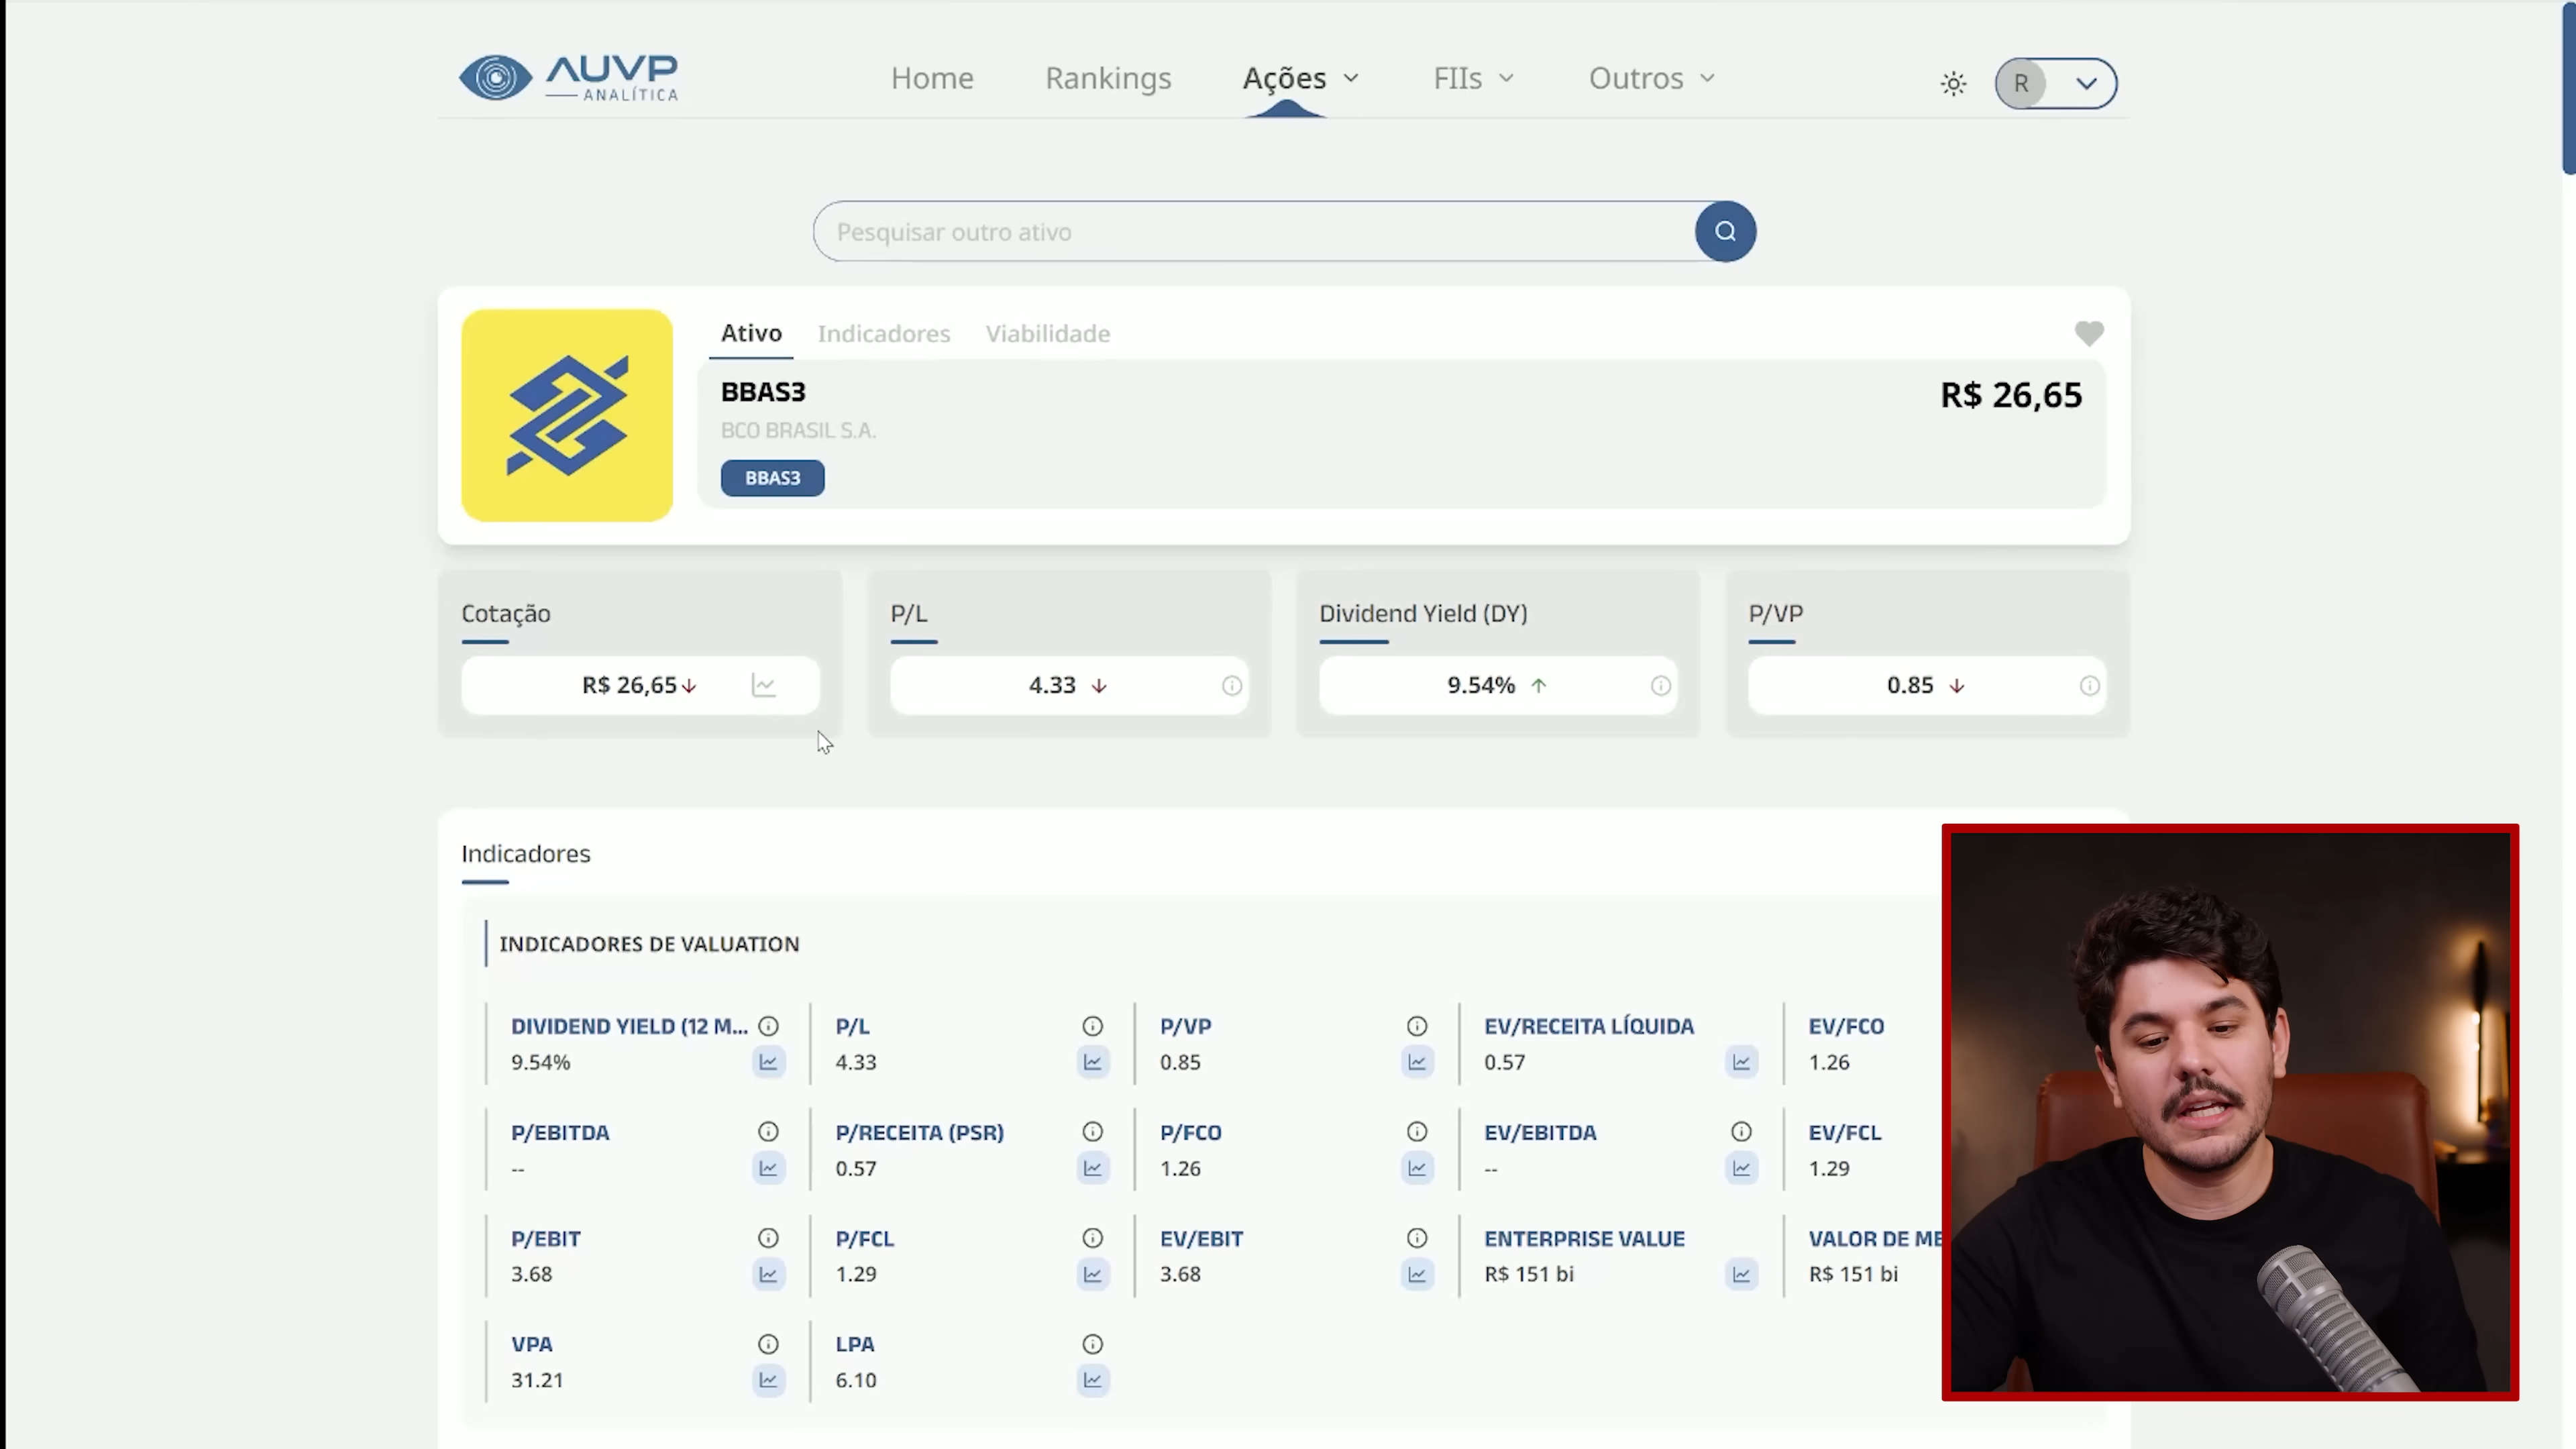 AUVP
ANALÍTICA
Home
Rankings
Ações
FIIs
Outros
R
Pesquisar outro ativo
Ativo
Indicadores
Viabilidade
BBAS3
R$ 26,65
BCO BRASIL S.A.
BBAS3
Cotação
P/L
Dividend Yield (DY)
P/VP
R$ 26,65
4.33
9.54%
0.85
Indicadores
INDICADORES DE VALUATION
DIVIDEND YIELD (12 M...
P/L
P/VP
EV/RECEITA LÍQUIDA
EV/FCO
9.54%
4.33
0.85
0.57
1.26
P/EBITDA
P/RECEITA (PSR)
P/FCO
EV/EBITDA
EV/FCL
--
0.57
1.26
--
1.29
P/EBIT
P/FCL
EV/EBIT
ENTERPRISE VALUE
VALOR DE ME
3.68
1.29
3.68
R$ 151 bi
R$ 151 bi
VPA
LPA
31.21
6.10